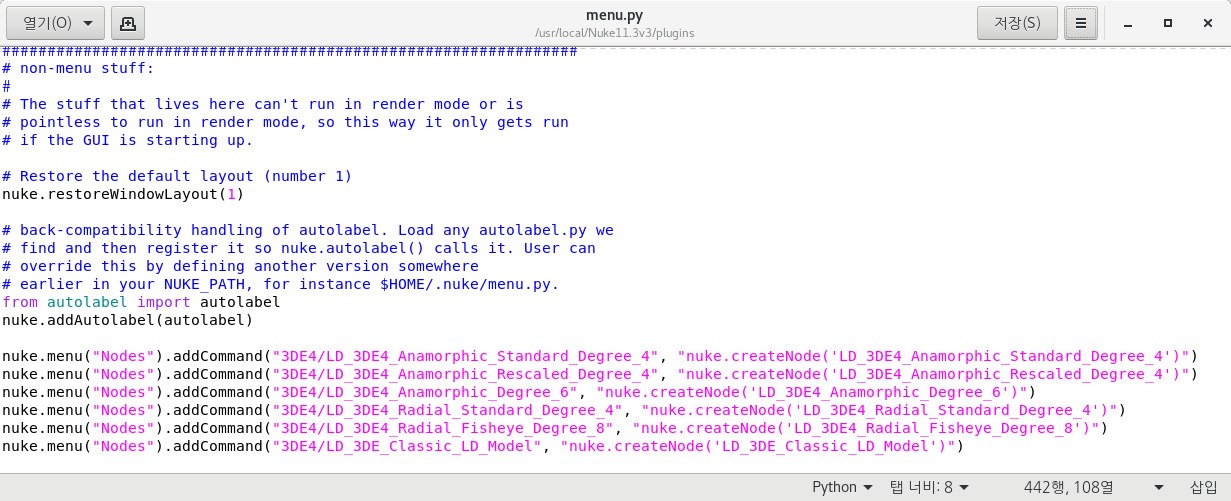 열기(O)
menu.py
/usr/local/Nuke11.3v3/plugins
저장(S)
################################################################
# non-menu stuff:
#
# The stuff that lives here can't run in render mode or is
# pointless to run in render mode, so this way it only gets run
# if the GUI is starting up.
# Restore the default layout (number 1)
nuke.restoreWindowLayout(1)
# back-compatibility handling of autolabel. Load any autolabel.py we
# find and then register it so nuke.autolabel() calls it. User can
# override this by defining another version somewhere
# earlier in your NUKE_PATH, for instance $HOME/.nuke/menu.py.
from autolabel import autolabel
nuke.addAutolabel(autolabel)
nuke.menu("Nodes").addCommand("3DE4/LD_3DE4_Anamorphic_Standard_Degree_4", "nuke.createNode('LD_3DE4_Anamorphic_Standard_Degree_4')")
nuke.menu("Nodes").addCommand("3DE4/LD_3DE4_Anamorphic_Rescaled_Degree_4", "nuke.createNode('LD_3DE4_Anamorphic_Rescaled_Degree_4')")
nuke.menu("Nodes").addCommand("3DE4/LD_3DE4_Anamorphic_Degree_6", "nuke.createNode('LD_3DE4_Anamorphic_Degree_6')")
nuke.menu("Nodes").addCommand("3DE4/LD_3DE4_Radial_Standard_Degree_4", "nuke.createNode('LD_3DE4_Radial_Standard_Degree_4')")
nuke.menu("Nodes").addCommand("3DE4/LD_3DE4_Radial_Fisheye_Degree_8", "nuke.createNode('LD_3DE4_Radial_Fisheye_Degree_8')")
nuke.menu("Nodes").addCommand("3DE4/LD_3DE_Classic_LD_Model", "nuke.createNode('LD_3DE_Classic_LD_Model')")
Python 탭 너비: 8 442행, 108열 삽입